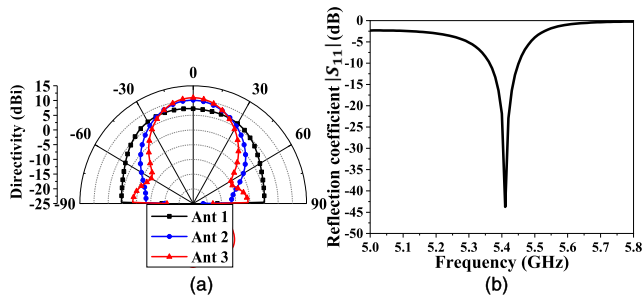 (a)
Directivity (dBi)
15
10
5
0
-5
-10
-15
-20
-25
-90
-60
-30
0
30
60
90
Ant 1
Ant 2
Ant 3
(a)
(b)
Reflection coefficient |S11| (dB)
0
-5
-10
-15
-20
-25
-30
-35
-40
-45
-50
5.0 5.1 5.2 5.3 5.4 5.5 5.6 5.7 5.8
Frequency (GHz)
(b)